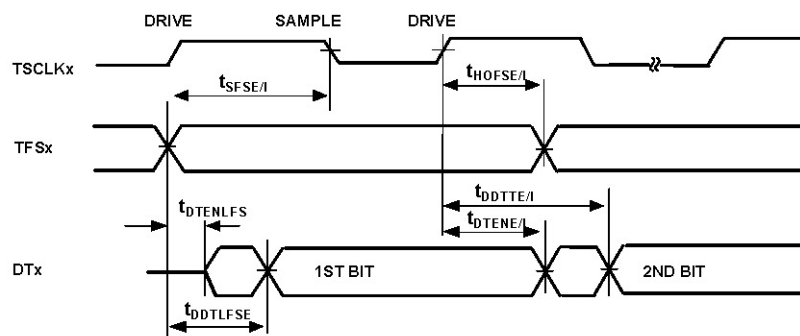 DRIVE SAMPLE DRIVE
TSCLKx
tSFSE/I
tHOFSE/I
TFSx
tDDTTE/I
tDTENLFS
tDTENE/I
DTx
1ST BIT
2ND BIT
tDDTLFSE